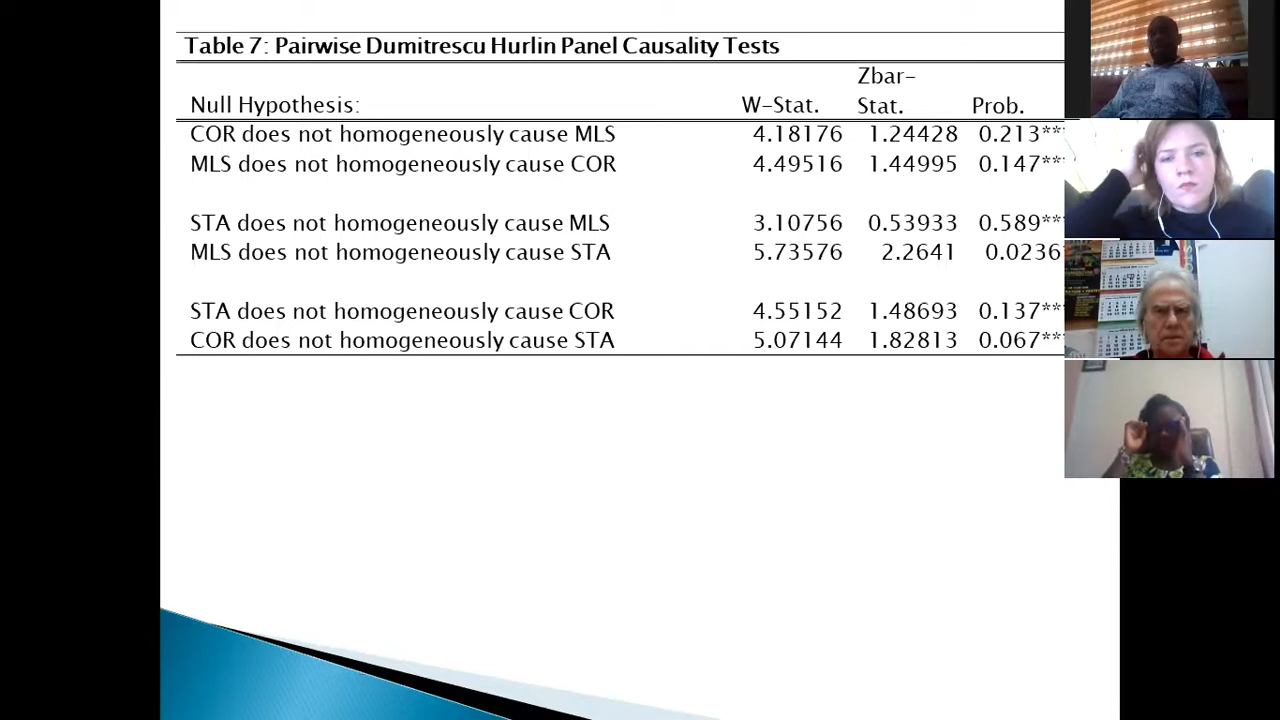 Table 7: Pairwise Dumitrescu Hurlin Panel Causality Tests
Null Hypothesis: W-Stat. Zbar-Stat. Prob.
COR does not homogeneously cause MLS 4.18176 1.24428 0.213**
MLS does not homogeneously cause COR 4.49516 1.44995 0.147**
STA does not homogeneously cause MLS 3.10756 0.53933 0.589**
MLS does not homogeneously cause STA 5.73576 2.2641 0.0236
STA does not homogeneously cause COR 4.55152 1.48693 0.137**
COR does not homogeneously cause STA 5.07144 1.82813 0.067**